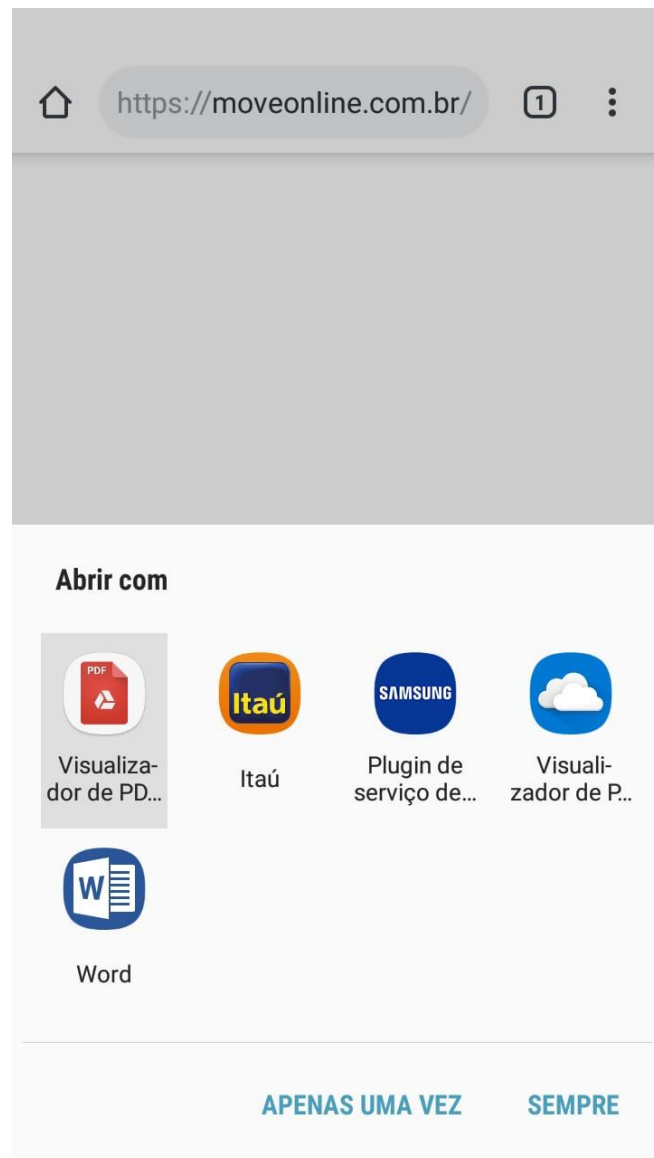 https://moveonline.com.br/ 1
Abrir com
PDF
Itaú
SAMSUNG
Visualiza-
dor de PD...
Itaú
Plugin de
serviço de...
Visuali-
zador de P...
W
Word
APENAS UMA VEZ SEMPRE